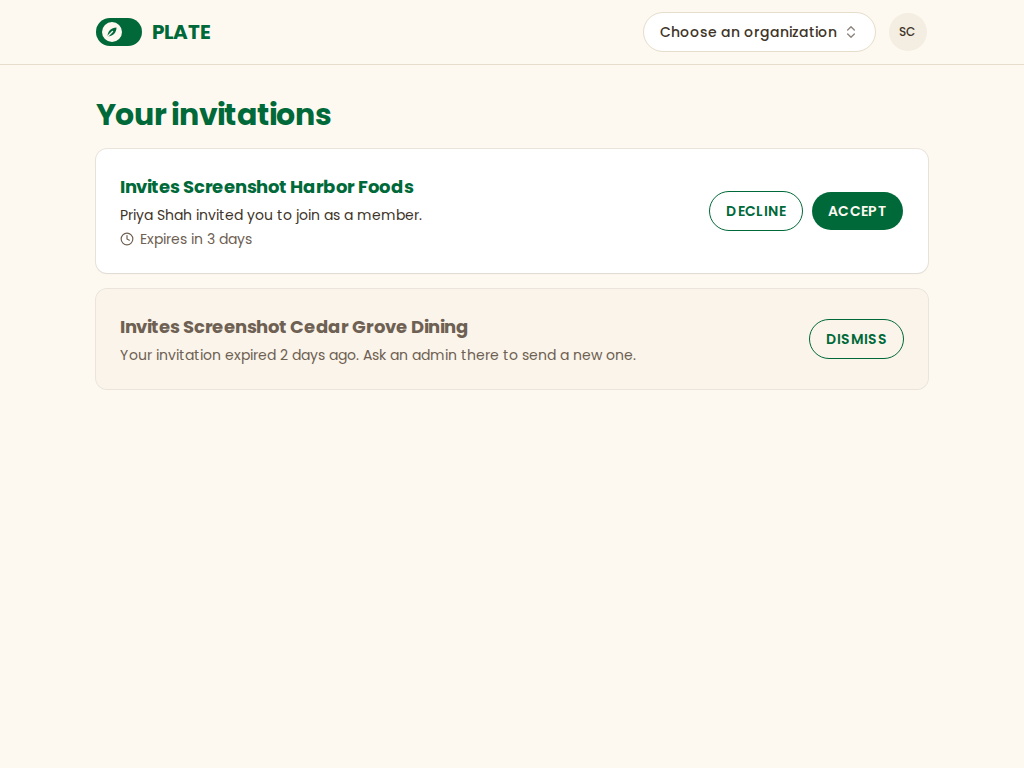 PLATE
Choose an organization
SC
Your invitations
Invites Screenshot Harbor Foods
Priya Shah invited you to join as a member.
Expires in 3 days
DECLINE
ACCEPT
Invites Screenshot Cedar Grove Dining
Your invitation expired 2 days ago. Ask an admin there to send a new one.
DISMISS